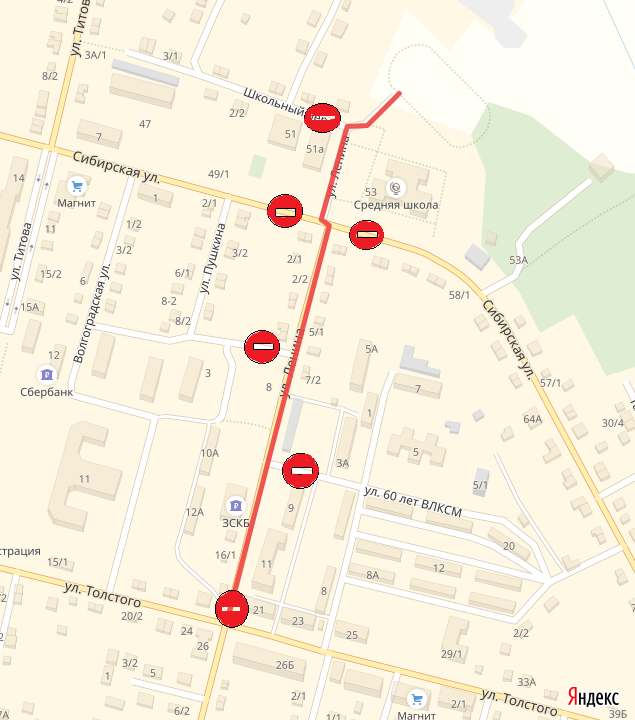 ул. Титова
3А/1
3/1
8/2
Школьный
2/2
47
7
51
51а
ул. Ленина
Сибирская ул.
49/1
53
Средняя школа
14
Магнит
1
2/1
11
1/2
3/2
ул. Титова
ул. Пушкина
3/2
2/1
53А
15/2
6
6/1
2/2
58/1
8-2
15А
Волгоградская ул.
8/2
5/1
Сибирская ул.
12
5А
3
8
ул. Ленина
7/2
7
57/1
Сбербанк
1
64А
30/4
10А
5
3А
11
5/1
12А
ЗСКБ
9
ул. 60 лет ВЛКСМ
страция
15/1
16/1
20
11
12
8А
ул. Толстого
8
20/2
21
23
24
25
2/2
26
29/1
3/2
26Б
1
5
2/1
33А
6/2
1/2
2/1
ул. Толстого
Магнит
39Б
Яндекс